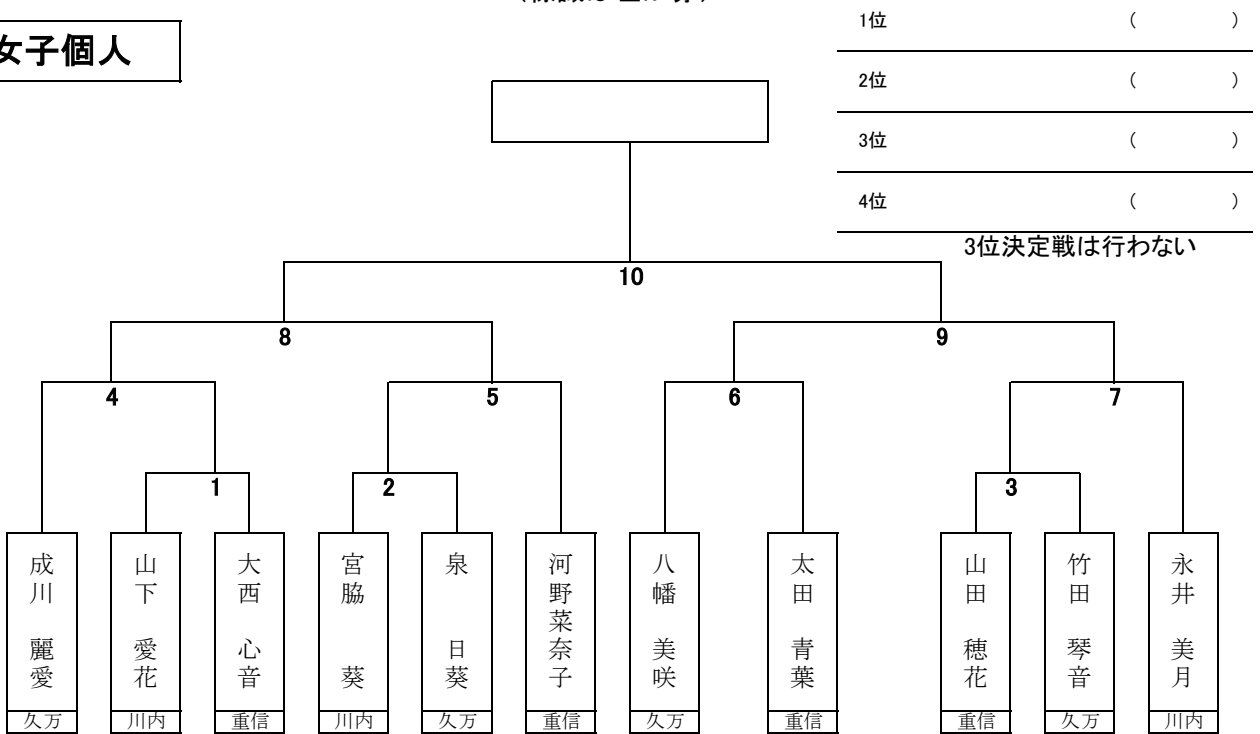 女子個人
1位 ( )
2位 ( )
3位 ( )
4位 ( )
3位決定戦は行わない
10
8
9
4
5
6
7
1
2
3
成川 麗愛
山下 愛花
大西 心音
宮脇 葵
泉 日葵
河野菜奈子
八幡 美咲
太田 青葉
山田 穂花
竹田 琴音
永井 美月
久万
川内
重信
川内
久万
重信
久万
重信
重信
久万
川内